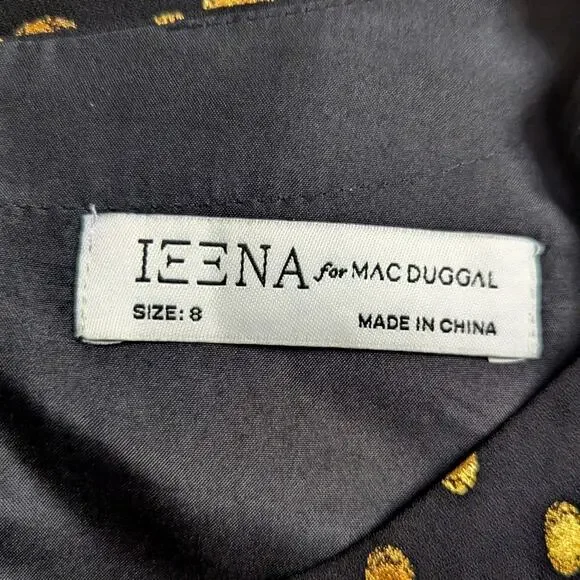 IEENA for MAC DUGGAL
SIZE: 8
MADE IN CHINA